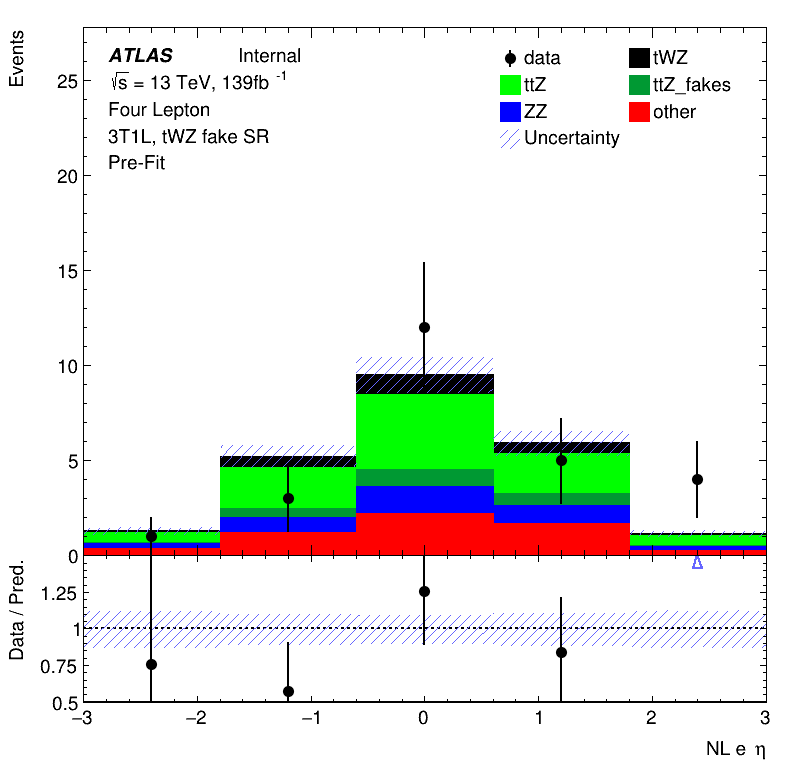 Events
ATLAS Internal
√s = 13 TeV, 139fb -1
Four Lepton
3T1L, tWZ fake SR
Pre-Fit
data tWZ
ttZ ttZ_fakes
ZZ other
Uncertainty
25
20
15
10
5
0
Data / Pred.
1.25
1
0.75
0.5
−3 −2 −1 0 1 2 3
NL e η